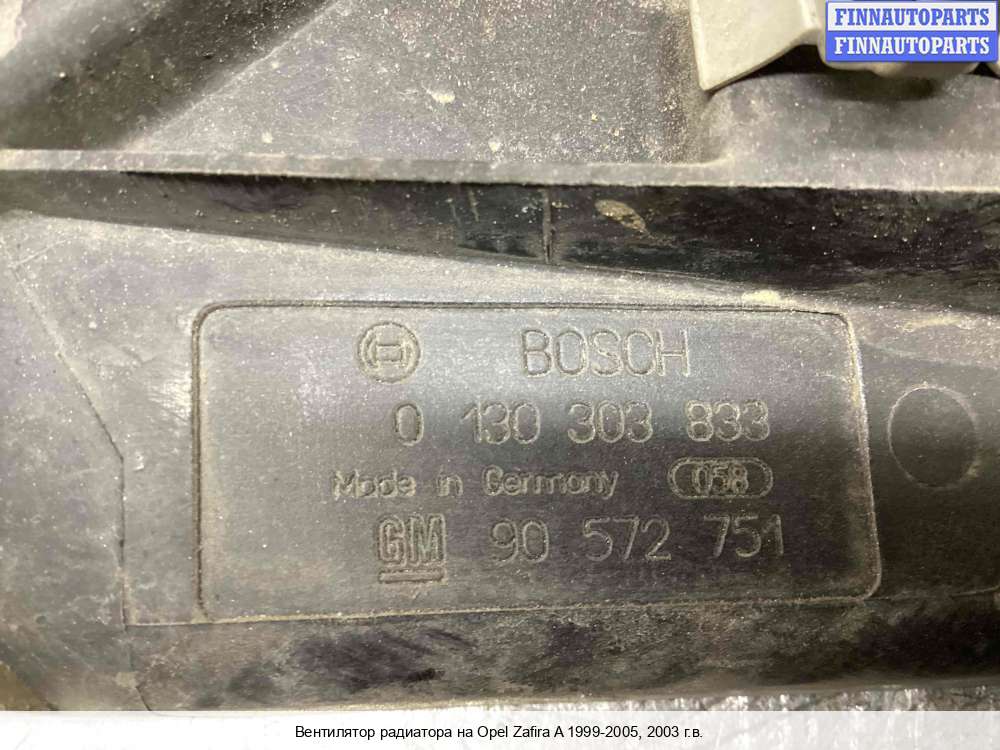 FINNAUTOPARTS
FINNAUTOPARTS
BOSCH
0 130 303 833
Made in Germany 058
GM 90 572 751
Вентилятор радиатора на Opel Zafira A 1999-2005, 2003 г.в.